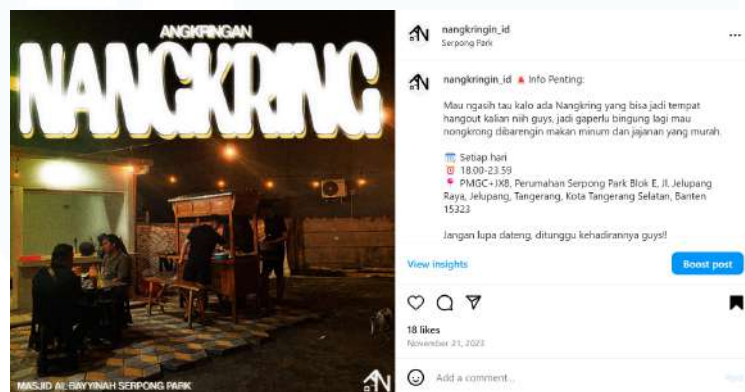 ANGKRINGAN
NANGKRING
MASJID AL BAYYINAH SERPONG PARK
nangkringin_id
Serpong Park
nangkringin_id 🚨 Info Penting:
Mau ngasih tau kalo ada Nangkring yang bisa jadi tempat
hangout kalian niih guys, jadi gaperlu bingung lagi mau
nongkrong dibarengin makan minum dan jajanan yang murah.
📅 Setiap hari
⏰ 18.00-23.59
📍 PMGC+JX8, Perumahan Serpong Park Blok E, Jl. Jelupang
Raya, Jelupang, Tangerang, Kota Tangerang Selatan, Banten
15323
Jangan lupa dateng, ditunggu kehadirannya guys!!
View insights
Boost post
18 likes
November 21, 2023
Add a comment...
Post